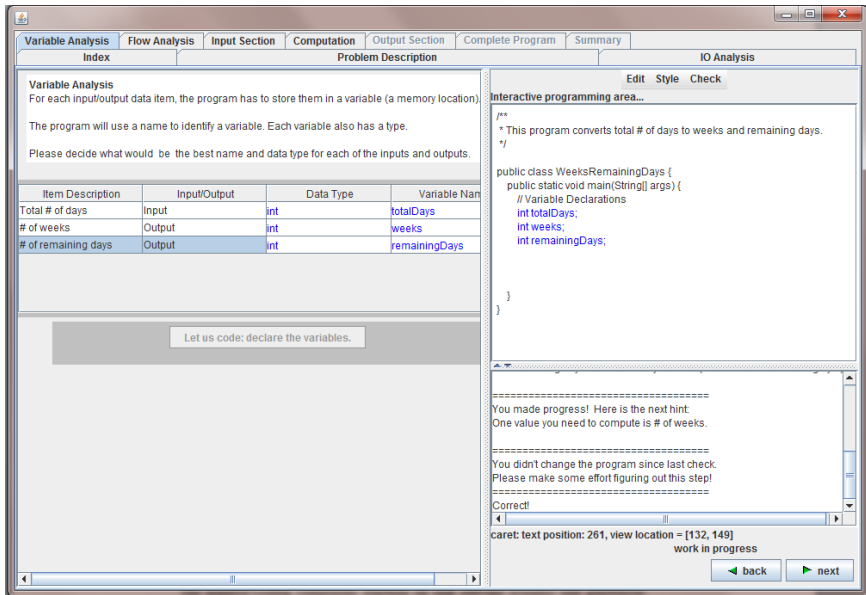 Variable Analysis Flow Analysis Input Section Computation Output Section Complete Program Summary
Index Problem Description IO Analysis
Variable Analysis
For each input/output data item, the program has to store them in a variable (a memory location).
The program will use a name to identify a variable. Each variable also has a type.
Please decide what would be the best name and data type for each of the inputs and outputs.
Item Description Input/Output Data Type Variable Nam
Total # of days Input int totalDays
# of weeks Output int weeks
# of remaining days Output int remainingDays
Let us code: declare the variables.
Edit Style Check
Interactive programming area...
/**
* This program converts total # of days to weeks and remaining days.
*/
public class WeeksRemainingDays {
public static void main(String[] args) {
// Variable Declarations
int totalDays;
int weeks;
int remainingDays;
}
}
====================================
You made progress! Here is the next hint:
One value you need to compute is # of weeks.
====================================
You didn't change the program since last check.
Please make some effort figuring out this step!
====================================
Correct!
caret: text position: 261, view location = [132, 149]
work in progress
back next